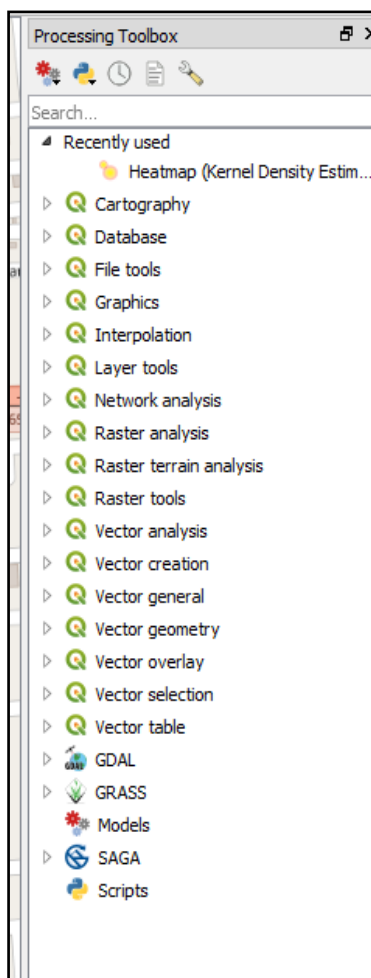 Processing Toolbox
Search...
Recently used
Heatmap (Kernel Density Estim...
Cartography
Database
File tools
Graphics
Interpolation
Layer tools
Network analysis
Raster analysis
Raster terrain analysis
Raster tools
Vector analysis
Vector creation
Vector general
Vector geometry
Vector overlay
Vector selection
Vector table
GDAL
GRASS
Models
SAGA
Scripts